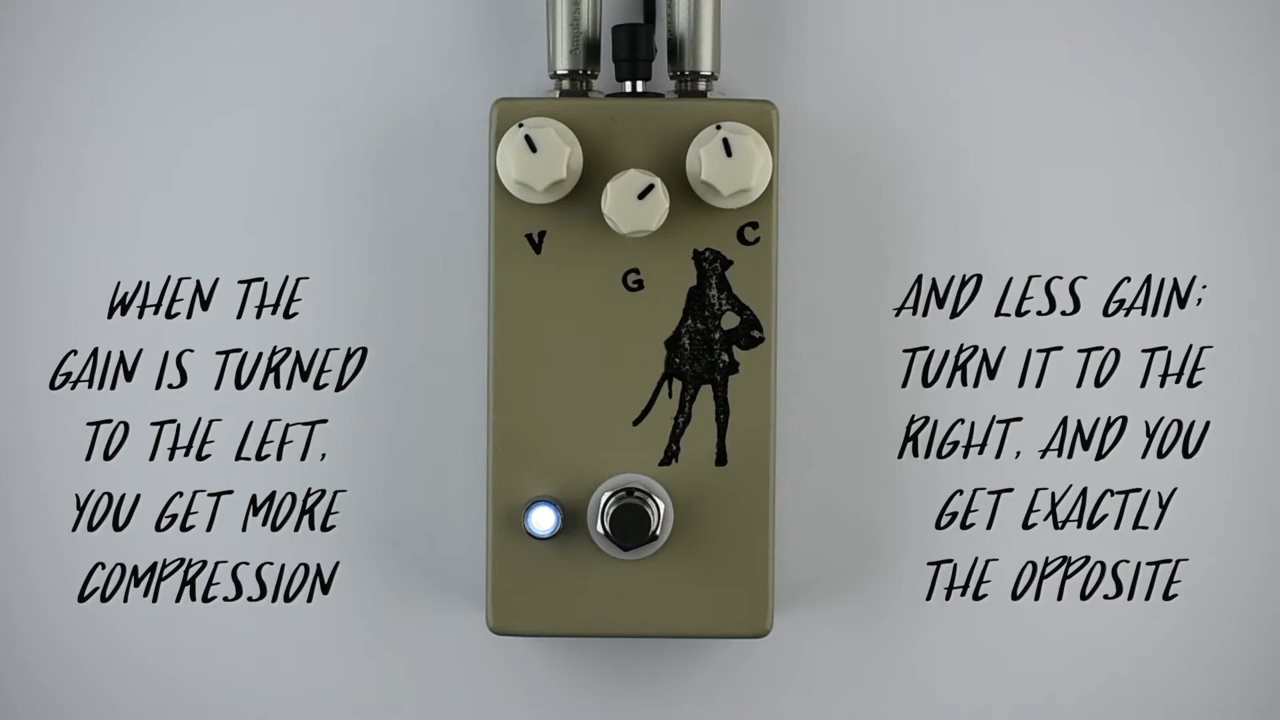 WHEN THE
GAIN IS TURNED
TO THE LEFT,
YOU GET MORE
COMPRESSION
V
G
C
AND LESS GAIN;
TURN IT TO THE
RIGHT, AND YOU
GET EXACTLY
THE OPPOSITE